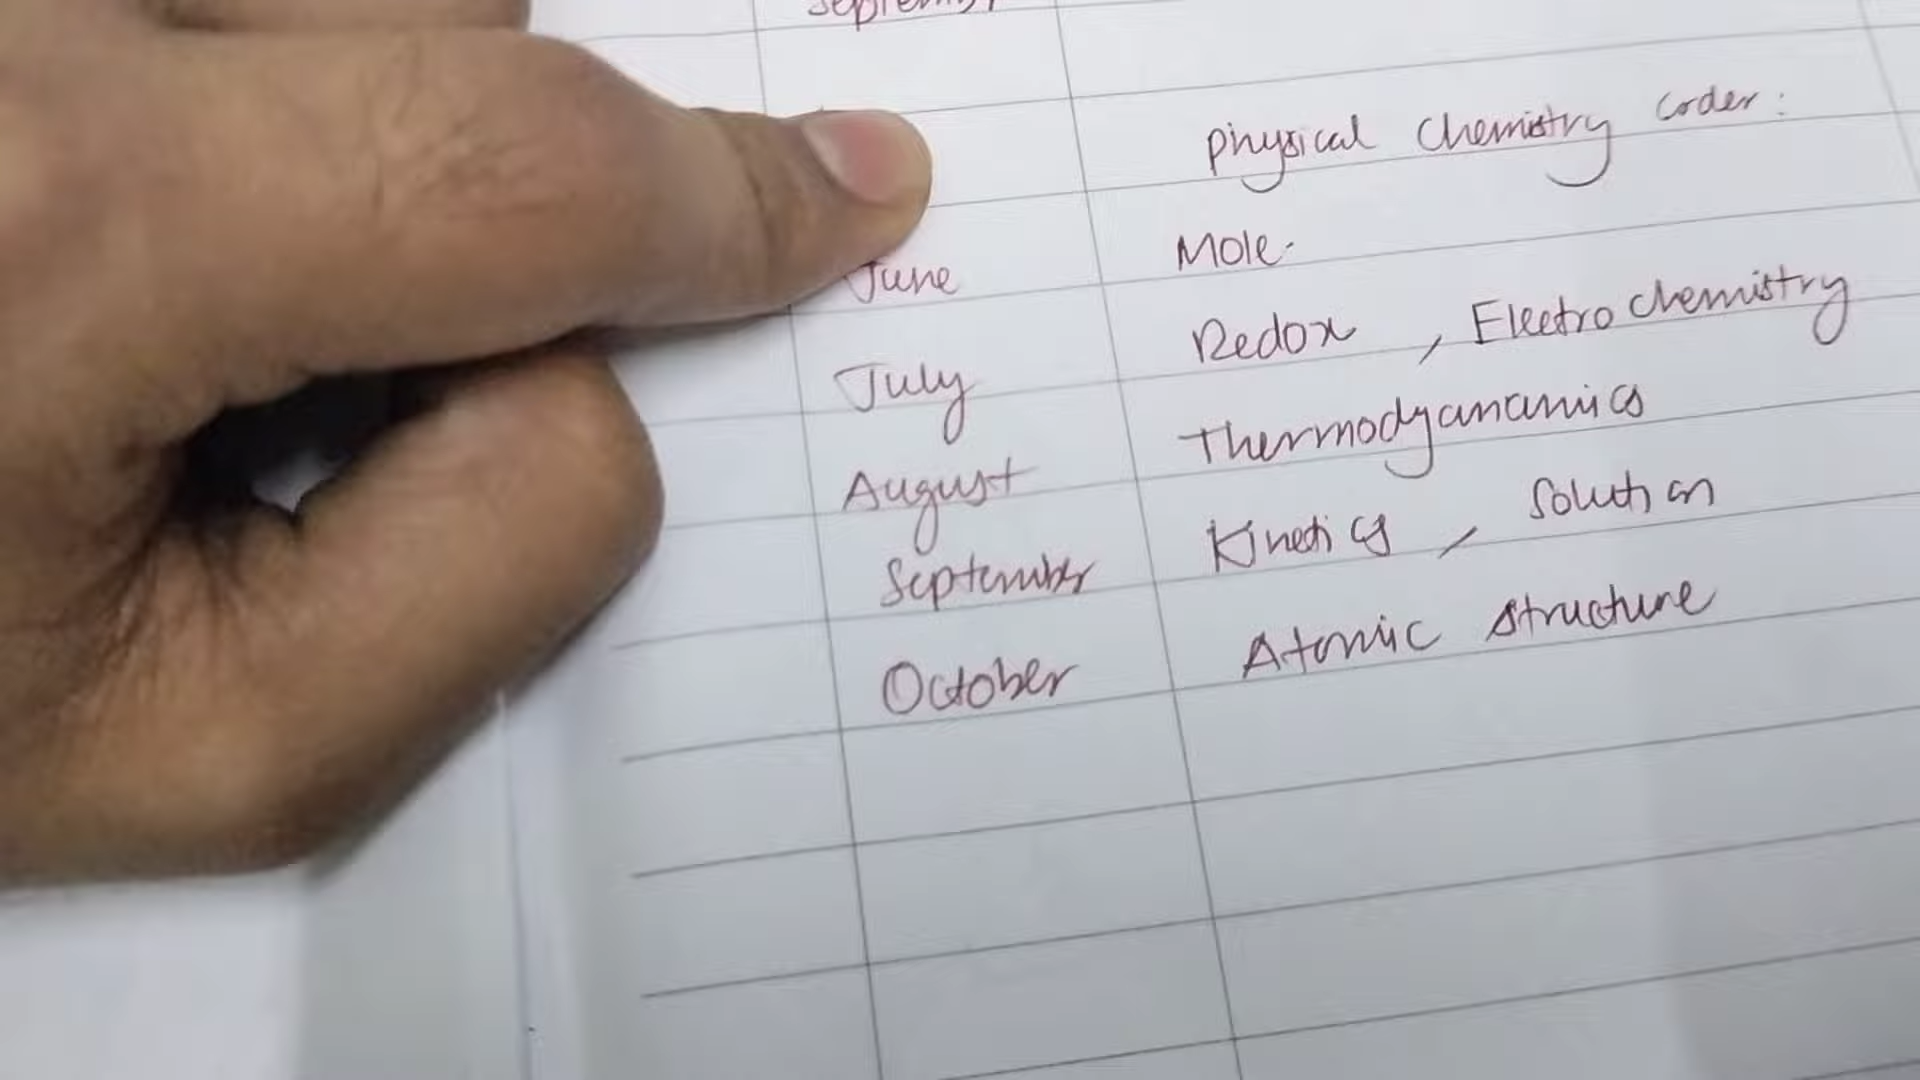 Physical Chemistry order:
June Mole.
July Redox, Electrochemistry
August Thermodyanamics
September Kinetics, Solution
October Atomic structure